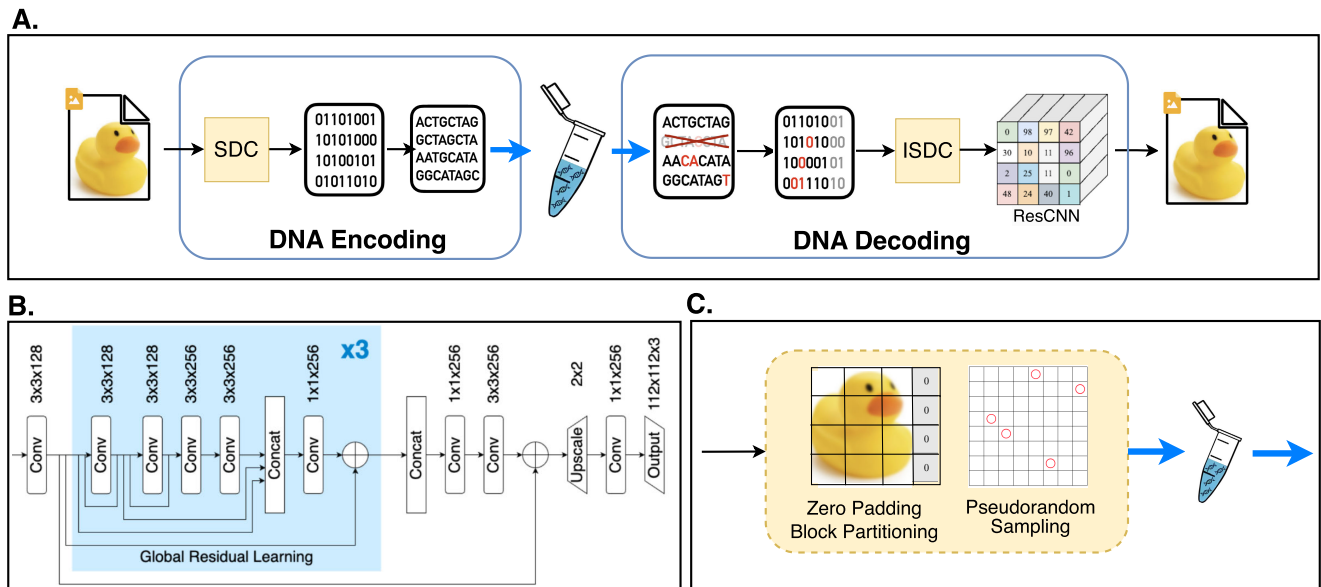 A.
SDC
01101001
10101000
10100101
01011010
ACTGCTAG
GCTAGCTA
AATGCATA
GGCATAGC
DNA Encoding
ACTGCTAG
AACACATA
GGCATAGT
01101001
10101000
10000101
00111010
ISDC
0 98 97 42
30 10 11 96
2 25 11 0
48 24 40 1
ResCNN
DNA Decoding
B.
x3
3x3x128
3x3x128
3x3x128
3x3x256
3x3x256
1x1x256
1x1x256
3x3x256
2x2
1x1x256
112x112x3
Conv
Conv
Conv
Conv
Conv
Concat
Conv
Concat
Conv
Conv
Upscale
Conv
Output
Global Residual Learning
C.
0
0
0
0
Zero Padding
Block Partitioning
Pseudorandom
Sampling